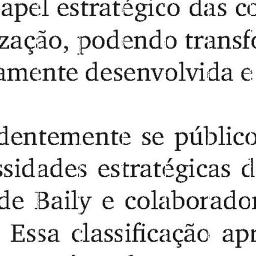 apel estratégico das co
zação, podendo transfo
amente desenvolvida e
dentemente se público
ssidades estratégicas d
de Baily e colaborador
Essa classificação apr